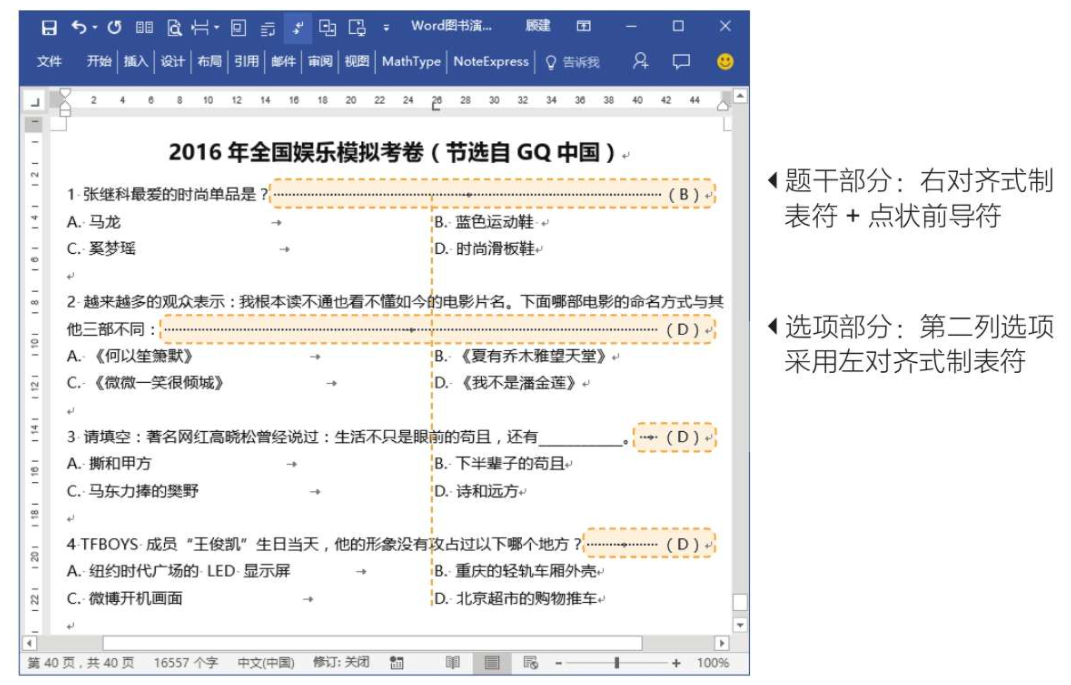 Word图书演... 顾建
文件 开始 插入 设计 布局 引用 邮件 审阅 视图 MathType NoteExpress 告诉我
2 4 6 8 10 12 14 16 18 20 22 24 26 28 30 32 34 36 38 40 42 44
2016 年全国娱乐模拟考卷（节选自 GQ 中国）
1 张继科最爱的时尚单品是？（B）
A. 马龙 B. 蓝色运动鞋
C. 奚梦瑶 D. 时尚滑板鞋
2 越来越多的观众表示：我根本读不通也看不懂如今的电影片名。下面哪部电影的命名方式与其
他三部不同：（D）
A. 《何以笙箫默》 B. 《夏有乔木雅望天堂》
C. 《微微一笑很倾城》 D. 《我不是潘金莲》
3 请填空：著名网红高晓松曾经说过：生活不只是眼前的苟且，还有___________。（D）
A. 撕和甲方 B. 下半辈子的苟且
C. 马东力捧的樊野 D. 诗和远方
4 TFBOYS 成员“王俊凯”生日当天，他的形象没有攻占过以下哪个地方？（D）
A. 纽约时代广场的 LED 显示屏 B. 重庆的轻轨车厢外壳
C. 微博开机画面 D. 北京超市的购物推车
2 4 6 8 10 12 14 16 18 20 22
第 40 页，共 40 页 16557 个字 中文(中国) 修订: 关闭 100%
题干部分：右对齐式制
表符 + 点状前导符
选项部分：第二列选项
采用左对齐式制表符